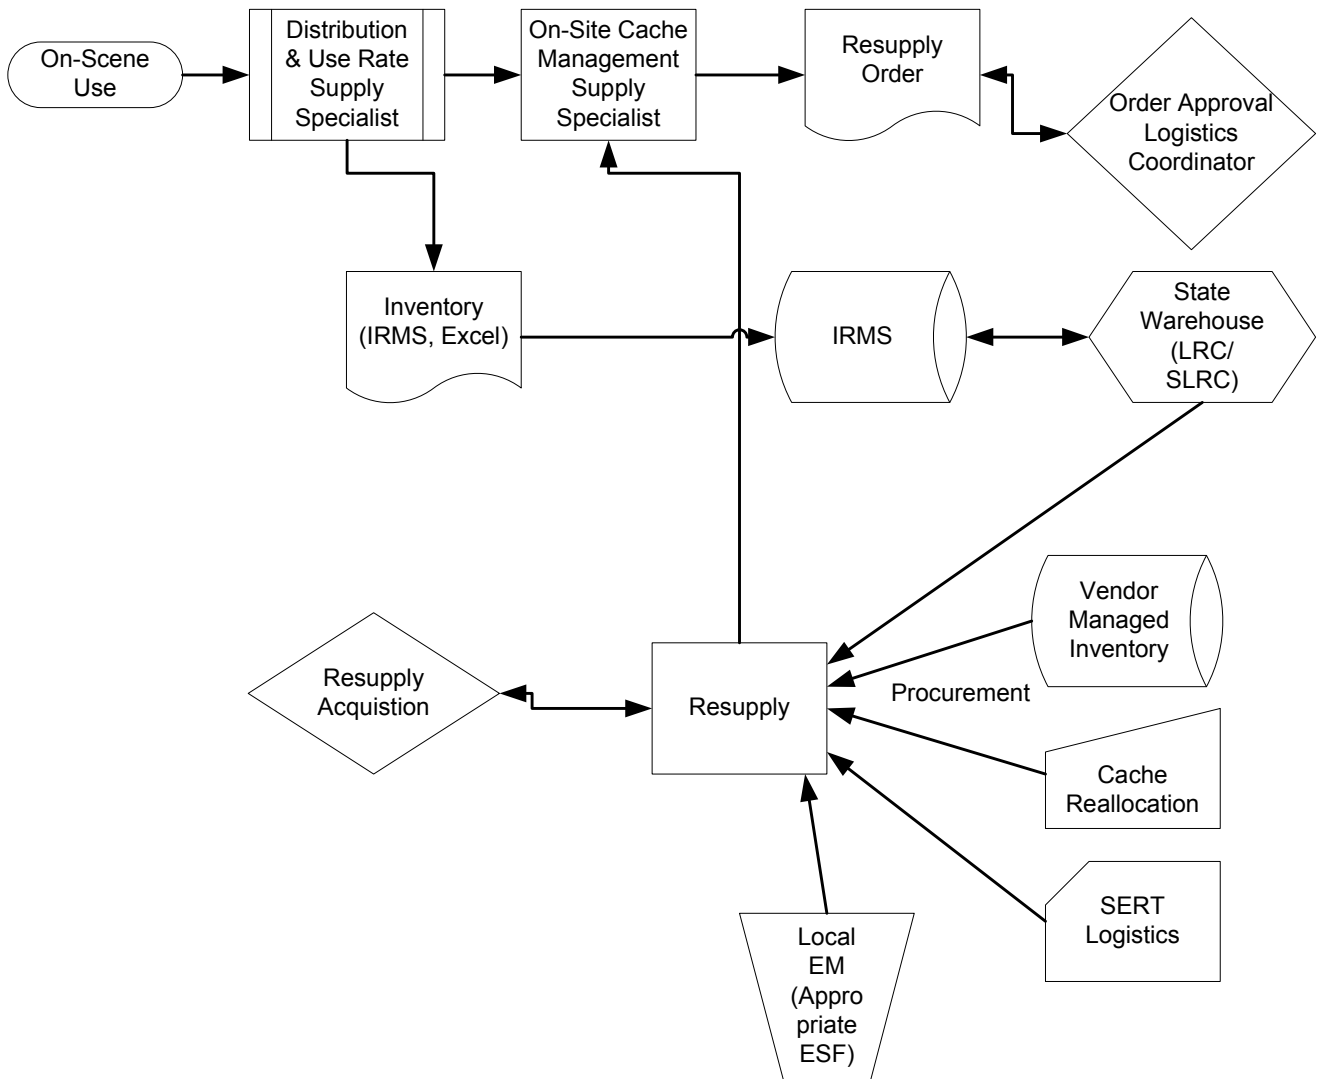 On-Scene
Use
Distribution
& Use Rate
Supply
Specialist
On-Site Cache
Management
Supply
Specialist
Resupply
Order
Order Approval
Logistics
Coordinator
Inventory
(IRMS, Excel)
IRMS
State
Warehouse
(LRC/
SLRC)
Vendor
Managed
Inventory
Resupply
Acquistion
Resupply
Procurement
Cache
Reallocation
SERT
Logistics
Local
EM
(Appro
priate
ESF)